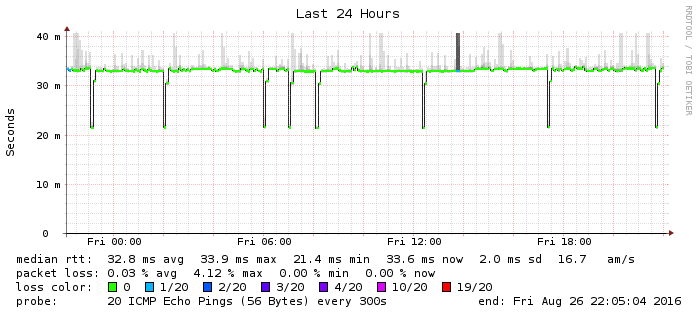 Last 24 Hours
RRDTOOL / TOBI OETIKER
Seconds
40 m
30 m
20 m
10 m
0
Fri 00:00 Fri 06:00 Fri 12:00 Fri 18:00
median rtt: 32.8 ms avg 33.9 ms max 21.4 ms min 33.6 ms now 2.0 ms sd 16.7 am/s
packet loss: 0.03 % avg 4.12 % max 0.00 % min 0.00 % now
loss color: 0 1/20 2/20 3/20 4/20 10/20 19/20
probe: 20 ICMP Echo Pings (56 Bytes) every 300s end: Fri Aug 26 22:05:04 2016